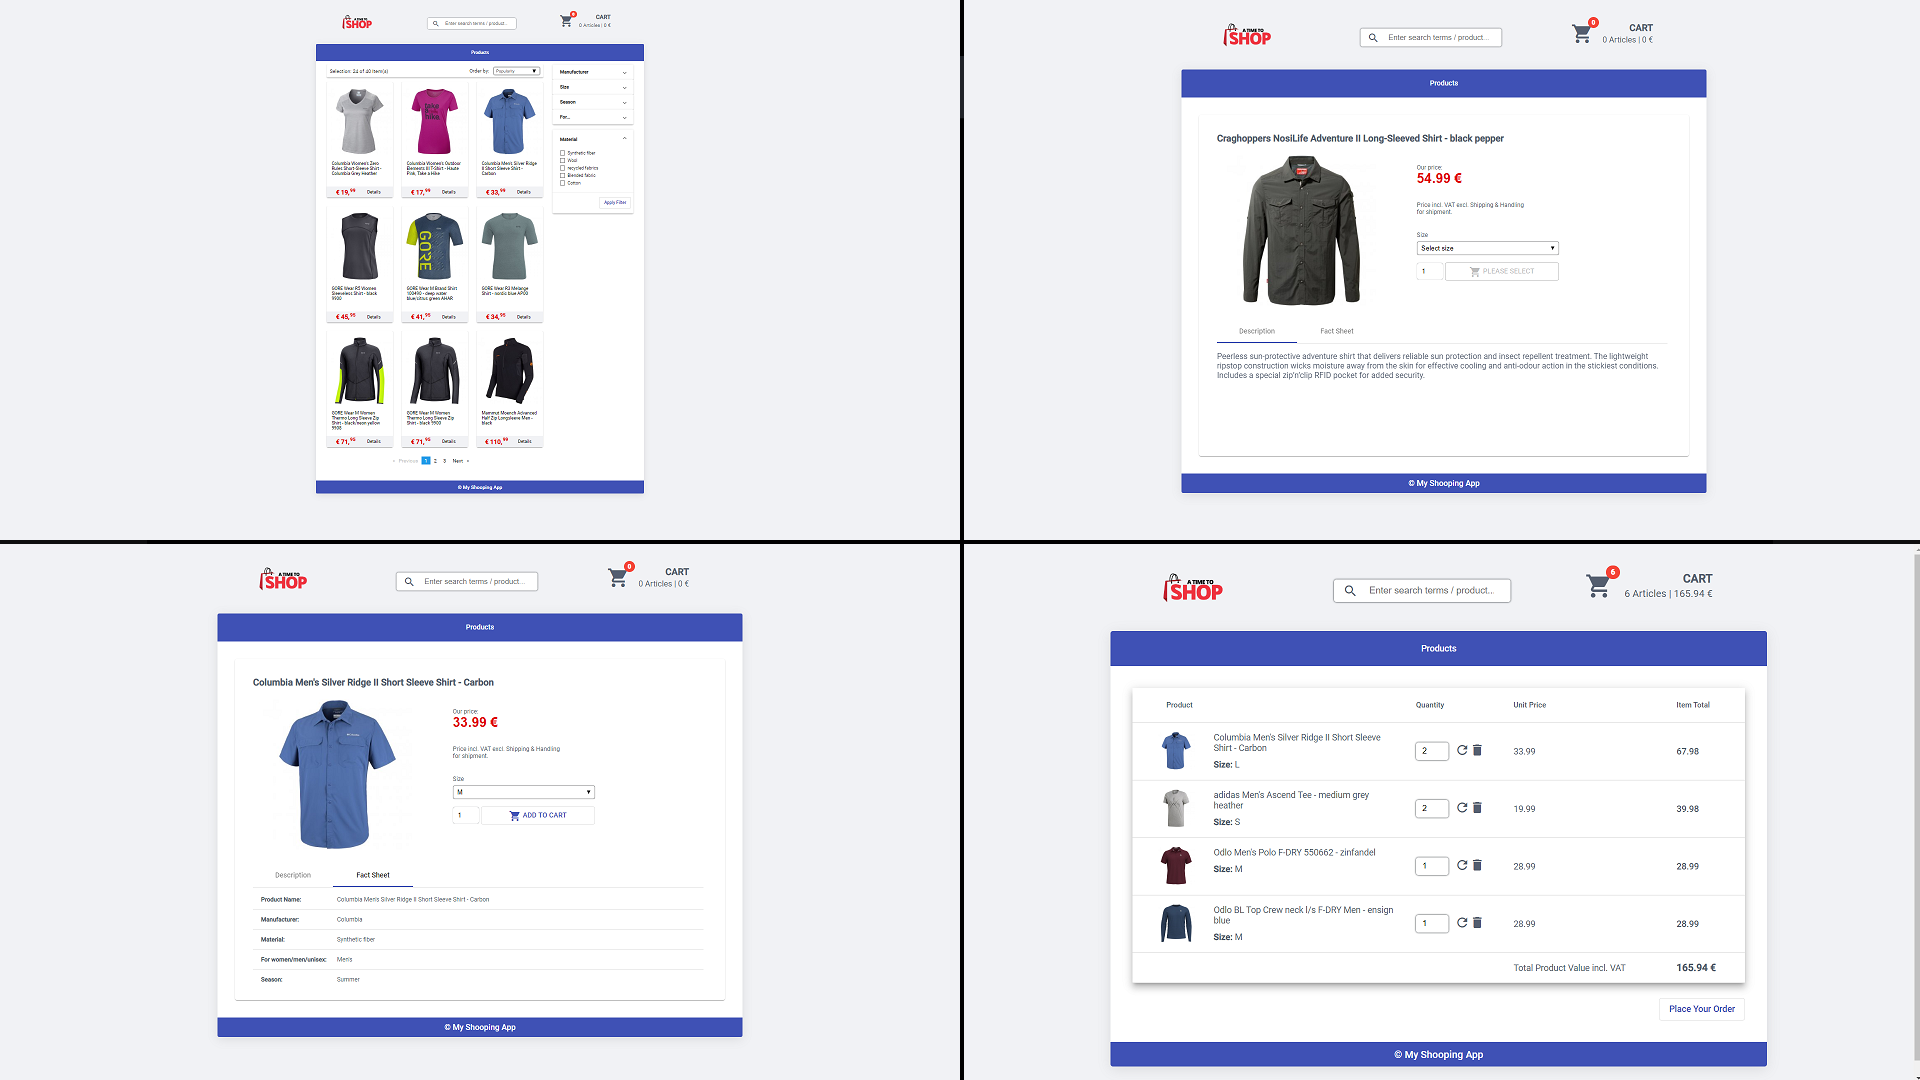 A TIME TO
SHOP
Enter search terms / product...
0
CART
0 Articles | 0 €
Products
Selection: 24 of 40 item(s)
Order by:
Popularity
Columbia Women's Zero
Rules Short-Sleeve Shirt -
Columbia Grey Heather
€ 19,99
Details
Columbia Women's Outdoor
Elements III T-Shirt - Haute
Pink, Take a Hike
€ 17,99
Details
Columbia Men's Silver Ridge
II Short Sleeve Shirt -
Carbon
€ 33,99
Details
GORE Wear R5 Women
Sleeveless Shirt - black
9900
€ 45,95
Details
GORE
GORE Wear M Brand Shirt
100490 - deep water
blue/citrus green AHAR
€ 41,95
Details
GORE Wear R3 Melange
Shirt - nordic blue AP00
€ 34,95
Details
GORE Wear M Women
Thermo Long Sleeve Zip
Shirt - black/neon yellow
9908
€ 71,95
Details
GORE Wear M Women
Thermo Long Sleeve Zip
Shirt - black 9900
€ 71,95
Details
Mammut Moench Advanced
Half Zip Longsleeve Men -
black
€ 110,99
Details
« Previous 1 2 3 Next »
Manufacturer
Size
Season
For...
Material
Synthetic fiber
Wool
recycled fabrics
Blended fabric
Cotton
Apply Filter
© My Shooping App
A TIME TO
SHOP
Enter search terms / product...
0
CART
0 Articles | 0 €
Products
Craghoppers NosiLife Adventure II Long-Sleeved Shirt - black pepper
Our price:
54.99 €
Price incl. VAT excl. Shipping & Handling
for shipment.
Size
Select size
1
PLEASE SELECT
Description
Fact Sheet
Peerless sun-protective adventure shirt that delivers reliable sun protection and insect repellent treatment. The lightweight
ripstop construction wicks moisture away from the skin for effective cooling and anti-odour action in the stickiest conditions.
Includes a special zip'n'clip RFID pocket for added security.
© My Shooping App
A TIME TO
SHOP
Enter search terms / product...
0
CART
0 Articles | 0 €
Products
Columbia Men's Silver Ridge II Short Sleeve Shirt - Carbon
Our price:
33.99 €
Price incl. VAT excl. Shipping & Handling
for shipment.
Size
M
1
ADD TO CART
Description
Fact Sheet
Product Name: Columbia Men's Silver Ridge II Short Sleeve Shirt - Carbon
Manufacturer: Columbia
Material: Synthetic fiber
For women/men/unisex: Men's
Season: Summer
© My Shooping App
A TIME TO
SHOP
Enter search terms / product...
6
CART
6 Articles | 165.94 €
Products
Product Quantity Unit Price Item Total
Columbia Men's Silver Ridge II Short Sleeve
Shirt - Carbon
Size: L
2
33.99
67.98
adidas Men's Ascend Tee - medium grey
heather
Size: S
2
19.99
39.98
Odlo Men's Polo F-DRY 550662 - zinfandel
Size: M
1
28.99
28.99
Odlo BL Top Crew neck l/s F-DRY Men - ensign
blue
Size: M
1
28.99
28.99
Total Product Value incl. VAT 165.94 €
Place Your Order
© My Shooping App